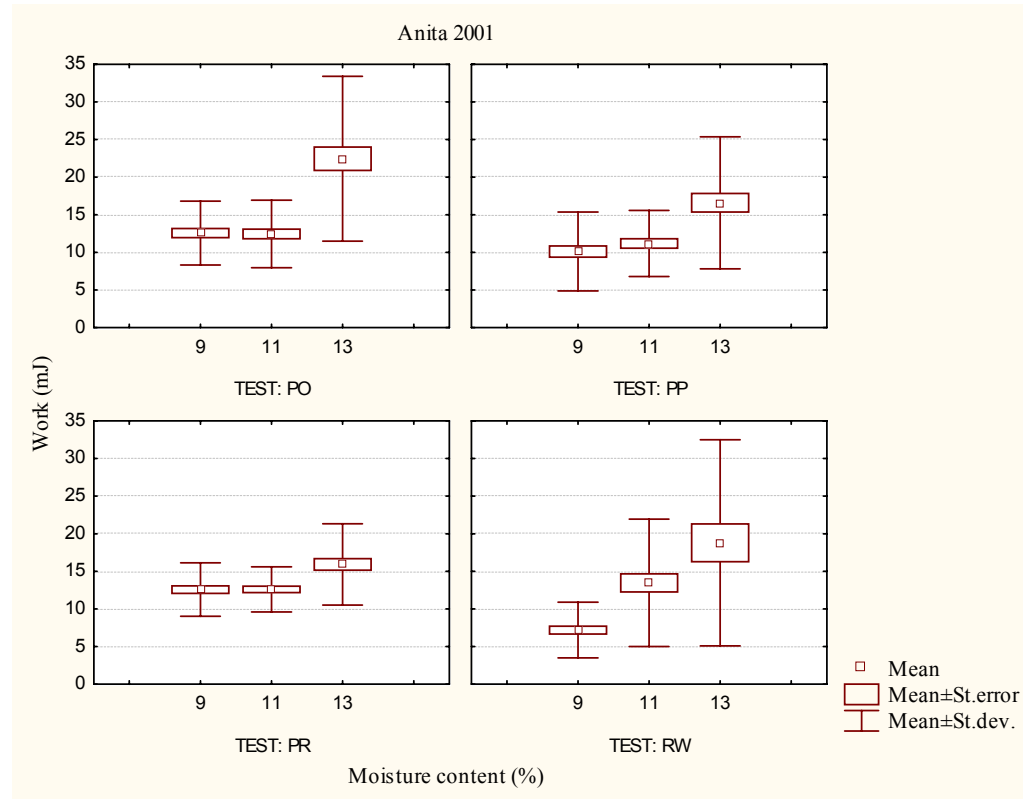 Anita 2001
Work (mJ)
35
30
25
20
15
10
5
0
9 11 13
TEST: PO
9 11 13
TEST: PP
35
30
25
20
15
10
5
0
9 11 13
TEST: PR
9 11 13
TEST: RW
Mean
Mean±St.error
Mean±St.dev.
Moisture content (%)